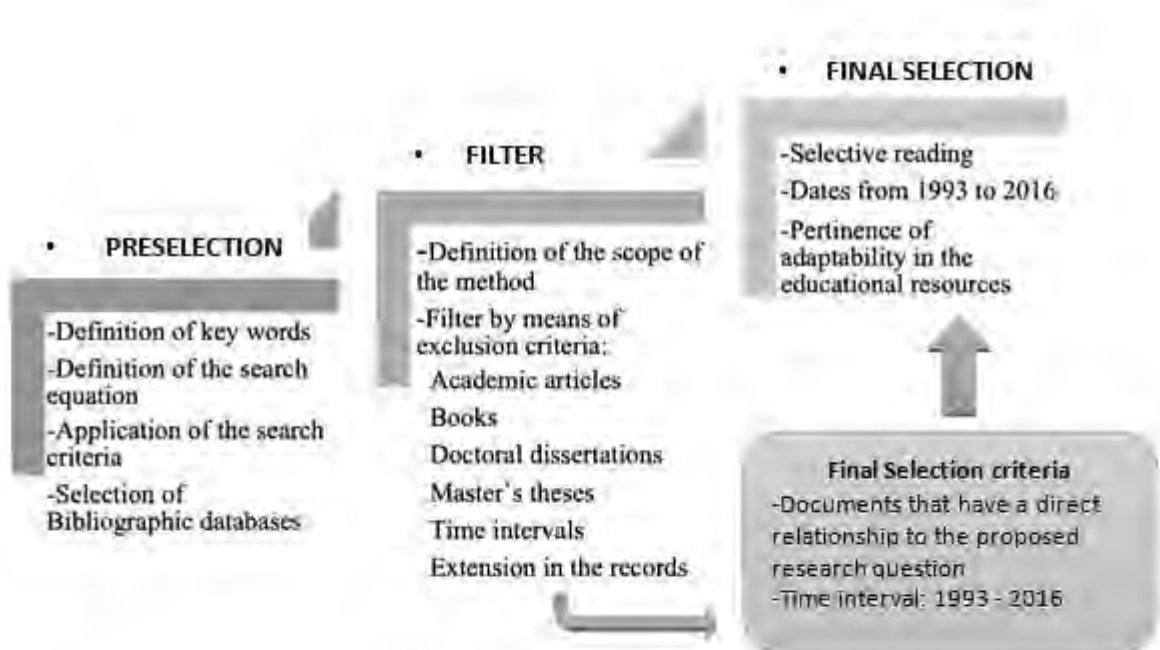 • PRESELECTION
-Definition of key words
-Definition of the search
equation
-Application of the search
criteria
-Selection of
Bibliographic databases
• FILTER
-Definition of the scope of
the method
-Filter by means of
exclusion criteria:
Academic articles
Books
Doctoral dissertations
Master`s theses
Time intervals
Extension in the records
• FINAL SELECTION
-Selective reading
-Dates from 1993 to 2016
-Pertinence of
adaptability in the
educational resources
Final Selection criteria
-Documents that have a direct
relationship to the proposed
research question
-Time interval: 1993 - 2016